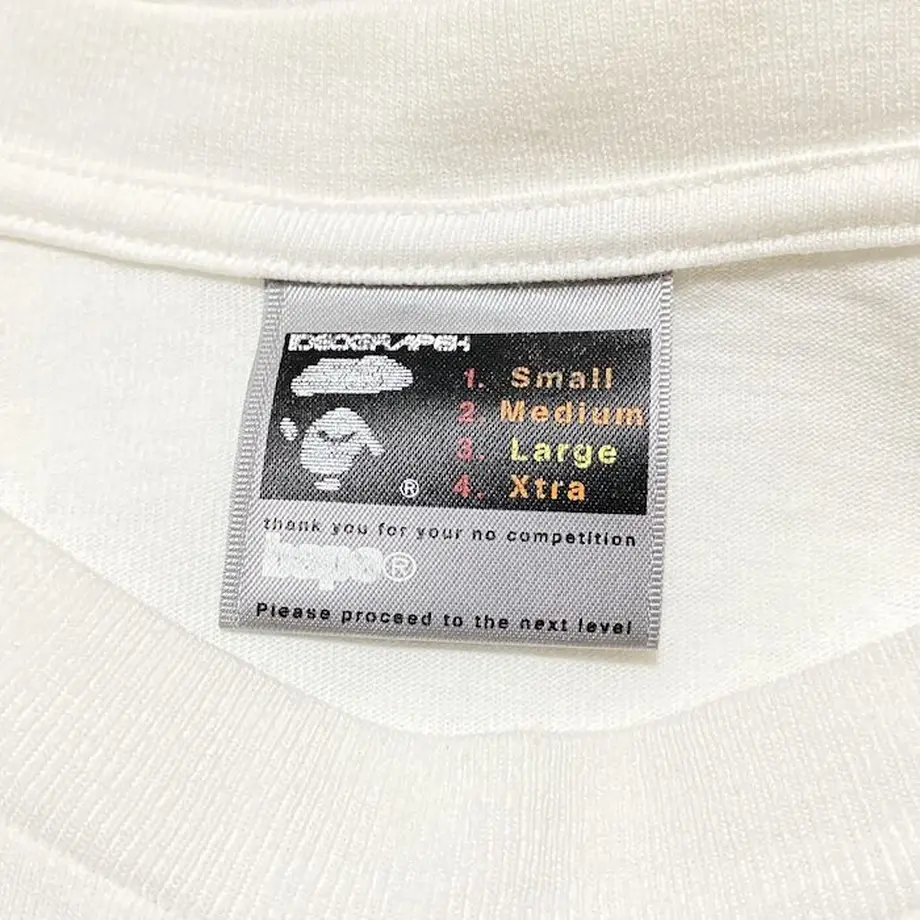 1. Small
2. Medium
3. Large
4. Xtra
®
thank you for your no competition
bape®
Please proceed to the next level